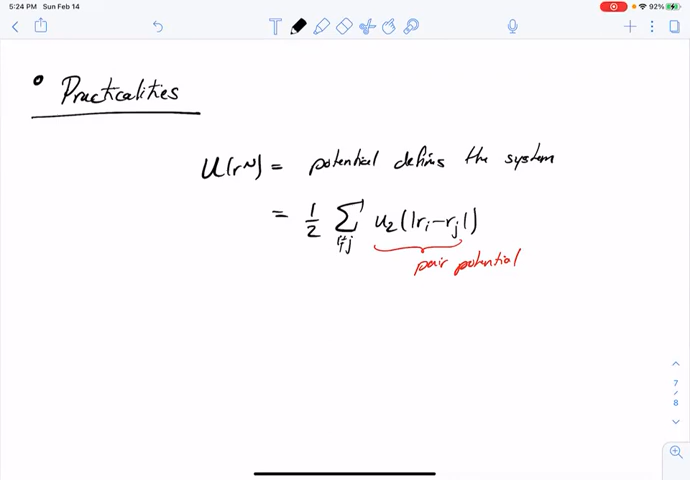 5:24 PM Sun Feb 14 92%
• Practicalities
U(r^N) = potential defines the system
= 1/2 ∑ i≠j u₂(|ri−rj|)
pair potential
7
/
8